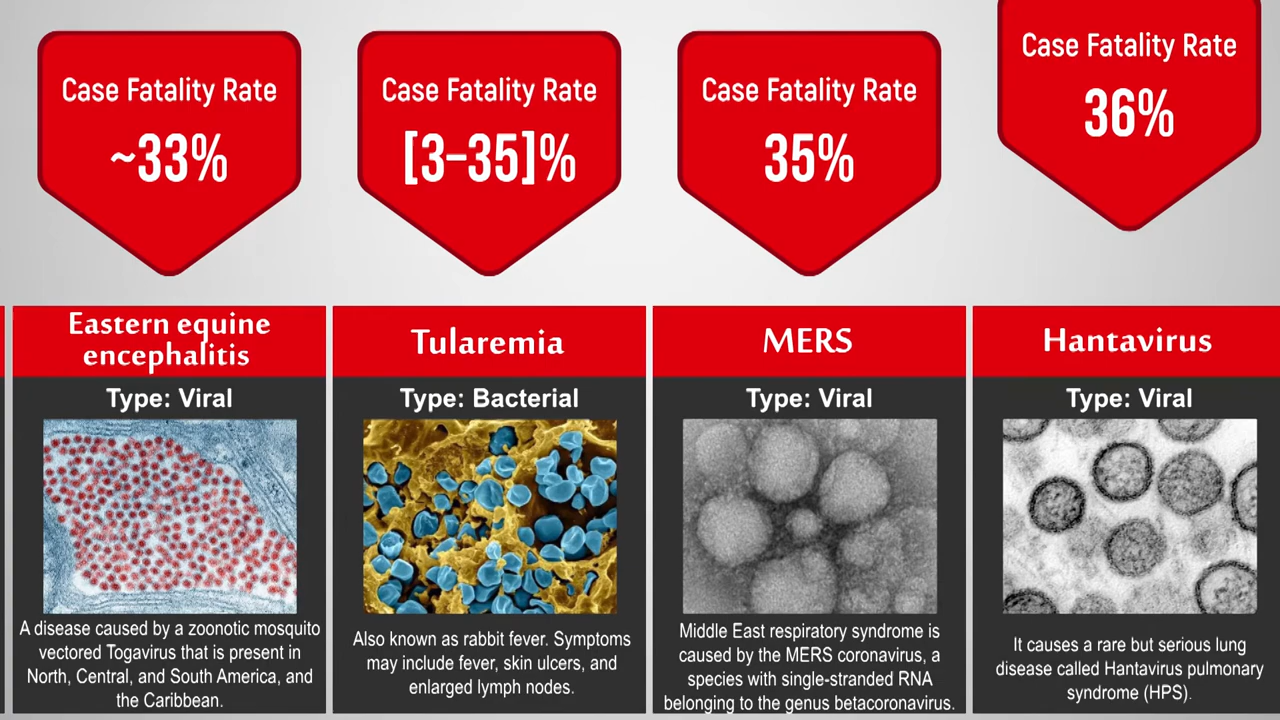 Case Fatality Rate
~33%
Case Fatality Rate
[3-35]%
Case Fatality Rate
35%
Case Fatality Rate
36%
Eastern equine
encephalitis
Type: Viral
A disease caused by a zoonotic mosquito
vectored Togavirus that is present in
North, Central, and South America, and
the Caribbean.
Tularemia
Type: Bacterial
Also known as rabbit fever. Symptoms
may include fever, skin ulcers, and
enlarged lymph nodes.
MERS
Type: Viral
Middle East respiratory syndrome is
caused by the MERS coronavirus, a
species with single-stranded RNA
belonging to the genus betacoronavirus.
Hantavirus
Type: Viral
It causes a rare but serious lung
disease called Hantavirus pulmonary
syndrome (HPS).